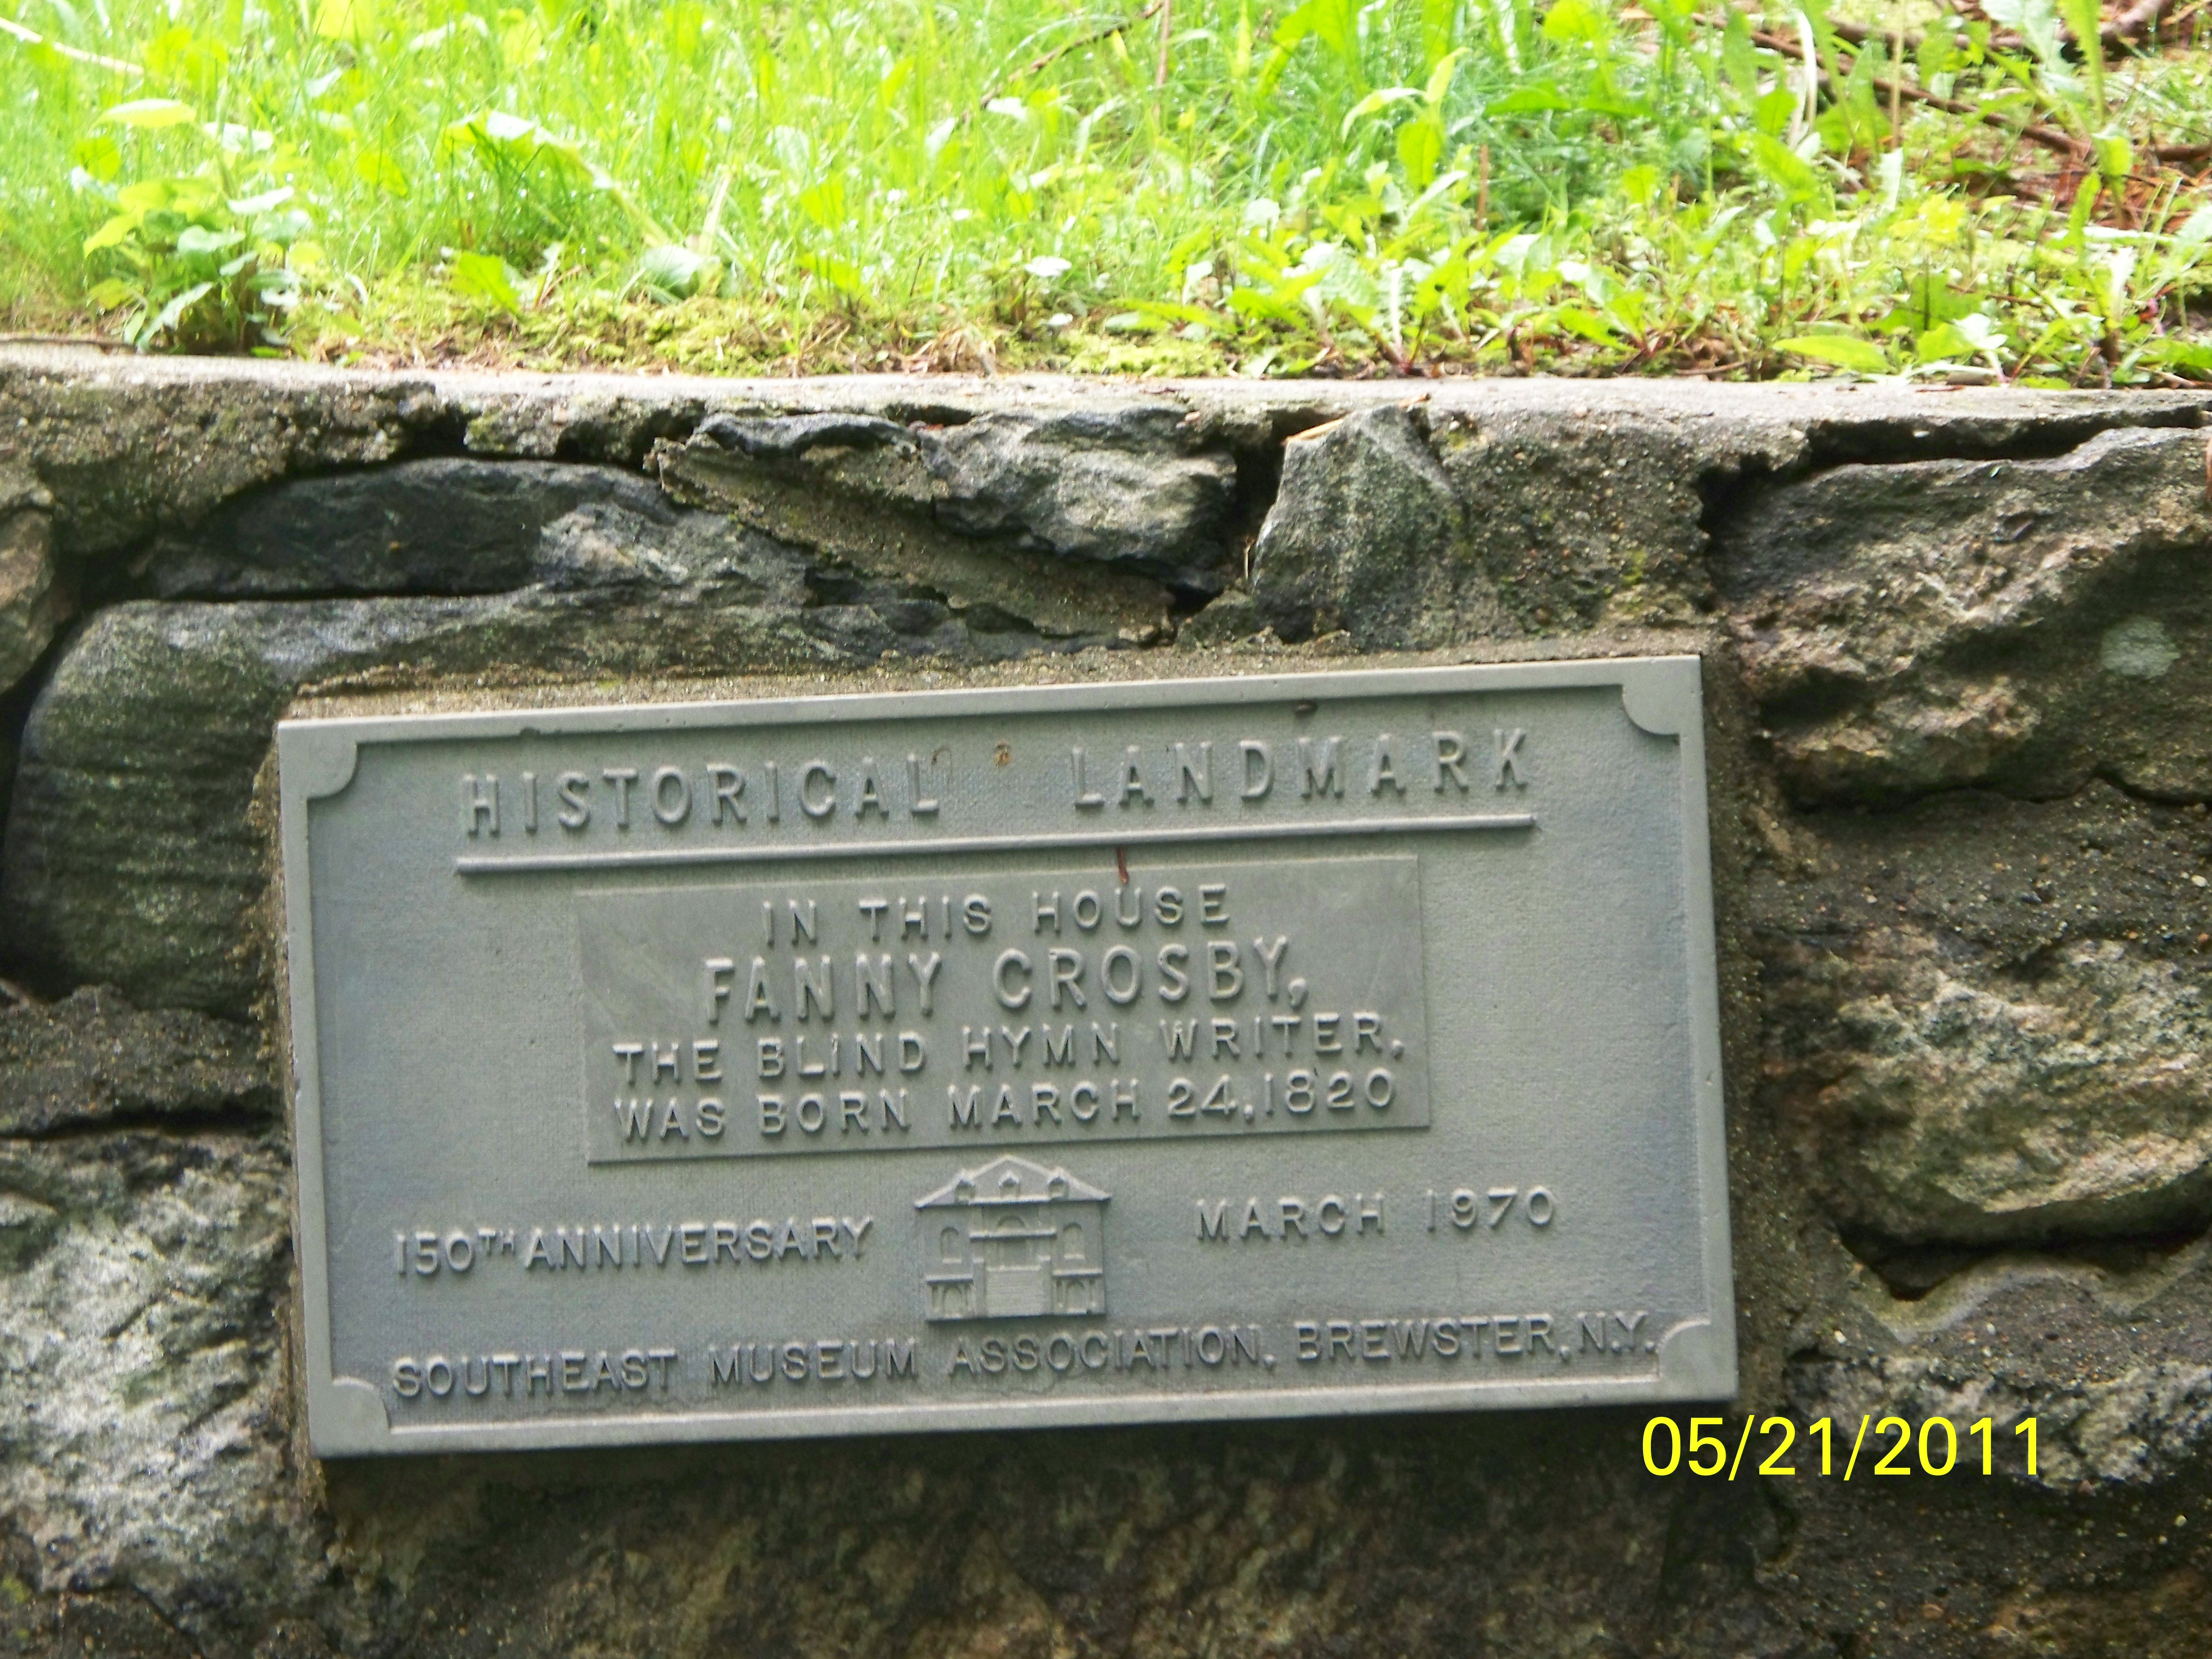 HISTORICAL LANDMARK
IN THIS HOUSE
FANNY CROSBY,
THE BLIND HYMN WRITER,
WAS BORN MARCH 24, 1820
150TH ANNIVERSARY MARCH 1970
SOUTHEAST MUSEUM ASSOCIATION, BREWSTER, N.Y.
05/21/2011